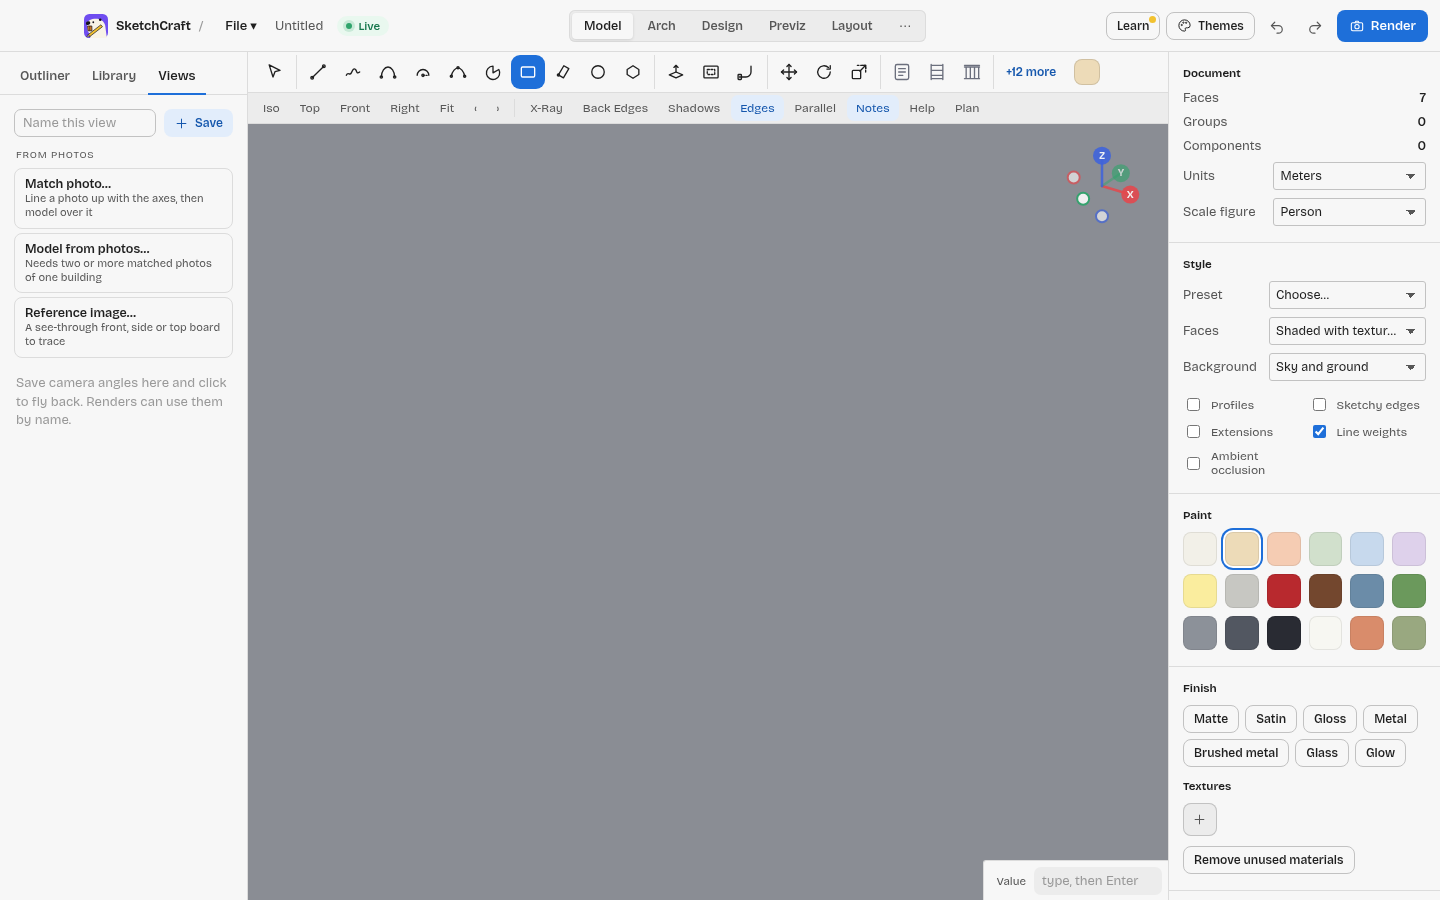 SketchCraft / File ▾ Untitled Live
Model Arch Design Previz Layout ···
Learn Themes Render
Outliner Library Views
+12 more
Iso Top Front Right Fit ‹ › X-Ray Back Edges Shadows Edges Parallel Notes Help Plan
Name this view
+ Save
FROM PHOTOS
Match photo...
Line a photo up with the axes, then
model over it
Model from photos...
Needs two or more matched photos
of one building
Reference image...
A see-through front, side or top board
to trace
Save camera angles here and click
to fly back. Renders can use them
by name.
Z
Y
X
Value type, then Enter
Document
Faces 7
Groups 0
Components 0
Units Meters
Scale figure Person
Style
Preset Choose...
Faces Shaded with textur...
Background Sky and ground
Profiles Sketchy edges
Extensions Line weights
Ambient
occlusion
Paint
Finish
Matte Satin Gloss Metal
Brushed metal Glass Glow
Textures
+
Remove unused materials